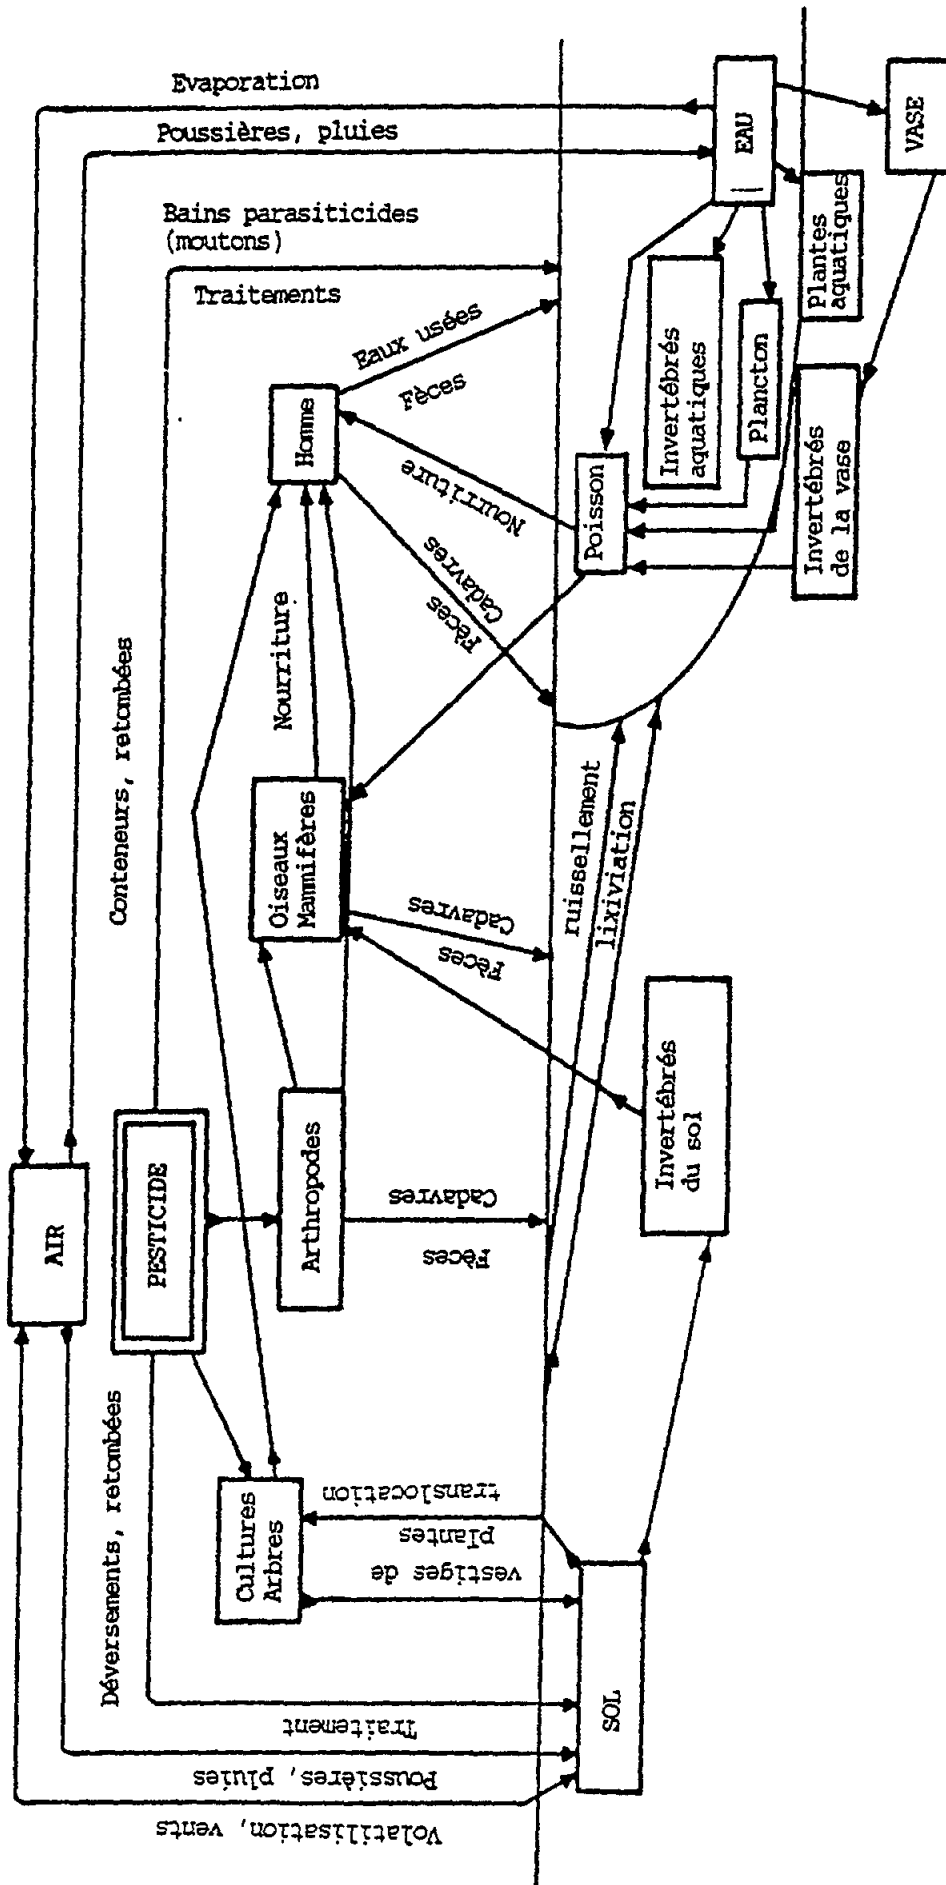 AIR
Evaporation
Poussières, pluies
Conteneurs, retombées
Bains parasiticides
(moutons)
Traitements
PESTICIDE
Déversements, retombées
Volatilisation, vents
Poussières, pluies
Traitement
Cultures
Arbres
vestiges de
plantes
translocation
Arthropodes
Cadavres
Fèces
Oiseaux
Mammifères
Cadavres
Fèces
Nourriture
Homme
Eaux usées
Fèces
Nourriture
Cadavres
Fèces
ruissellement
lixiviation
SOL
Invertébrés
du sol
Poisson
Invertébrés
aquatiques
Plancton
EAU
Plantes
aquatiques
Invertébrés
de la vase
VASE